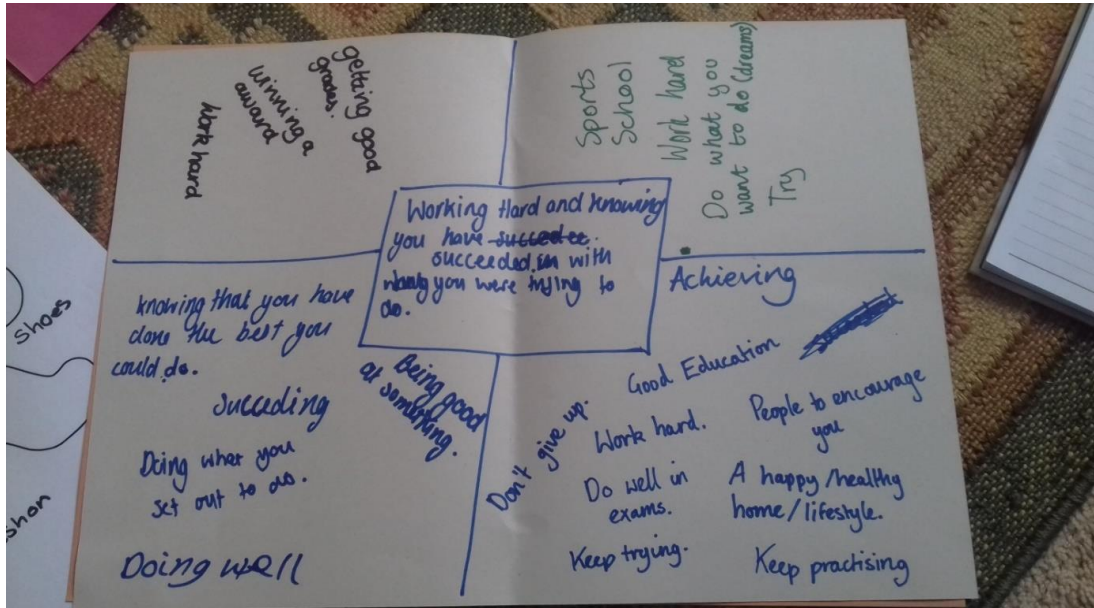 getting good
grades.
winning a
award
Work hard
Sports
School
Work hard
Do what you
want to do (dreams)
Try
Working Hard and knowing
you have succedee
succeeded in with
you were trying to
do.
knowing that you have
done the best you
could do.
Succeding
Doing what you
set out to do.
Doing well
Being good
at something.
Achieving
Good Education
Don't give up.
Work hard.
People to encourage
you
Do well in
exams.
A happy/healthy
home/lifestyle.
Keep trying.
Keep practising
Shoes
shon